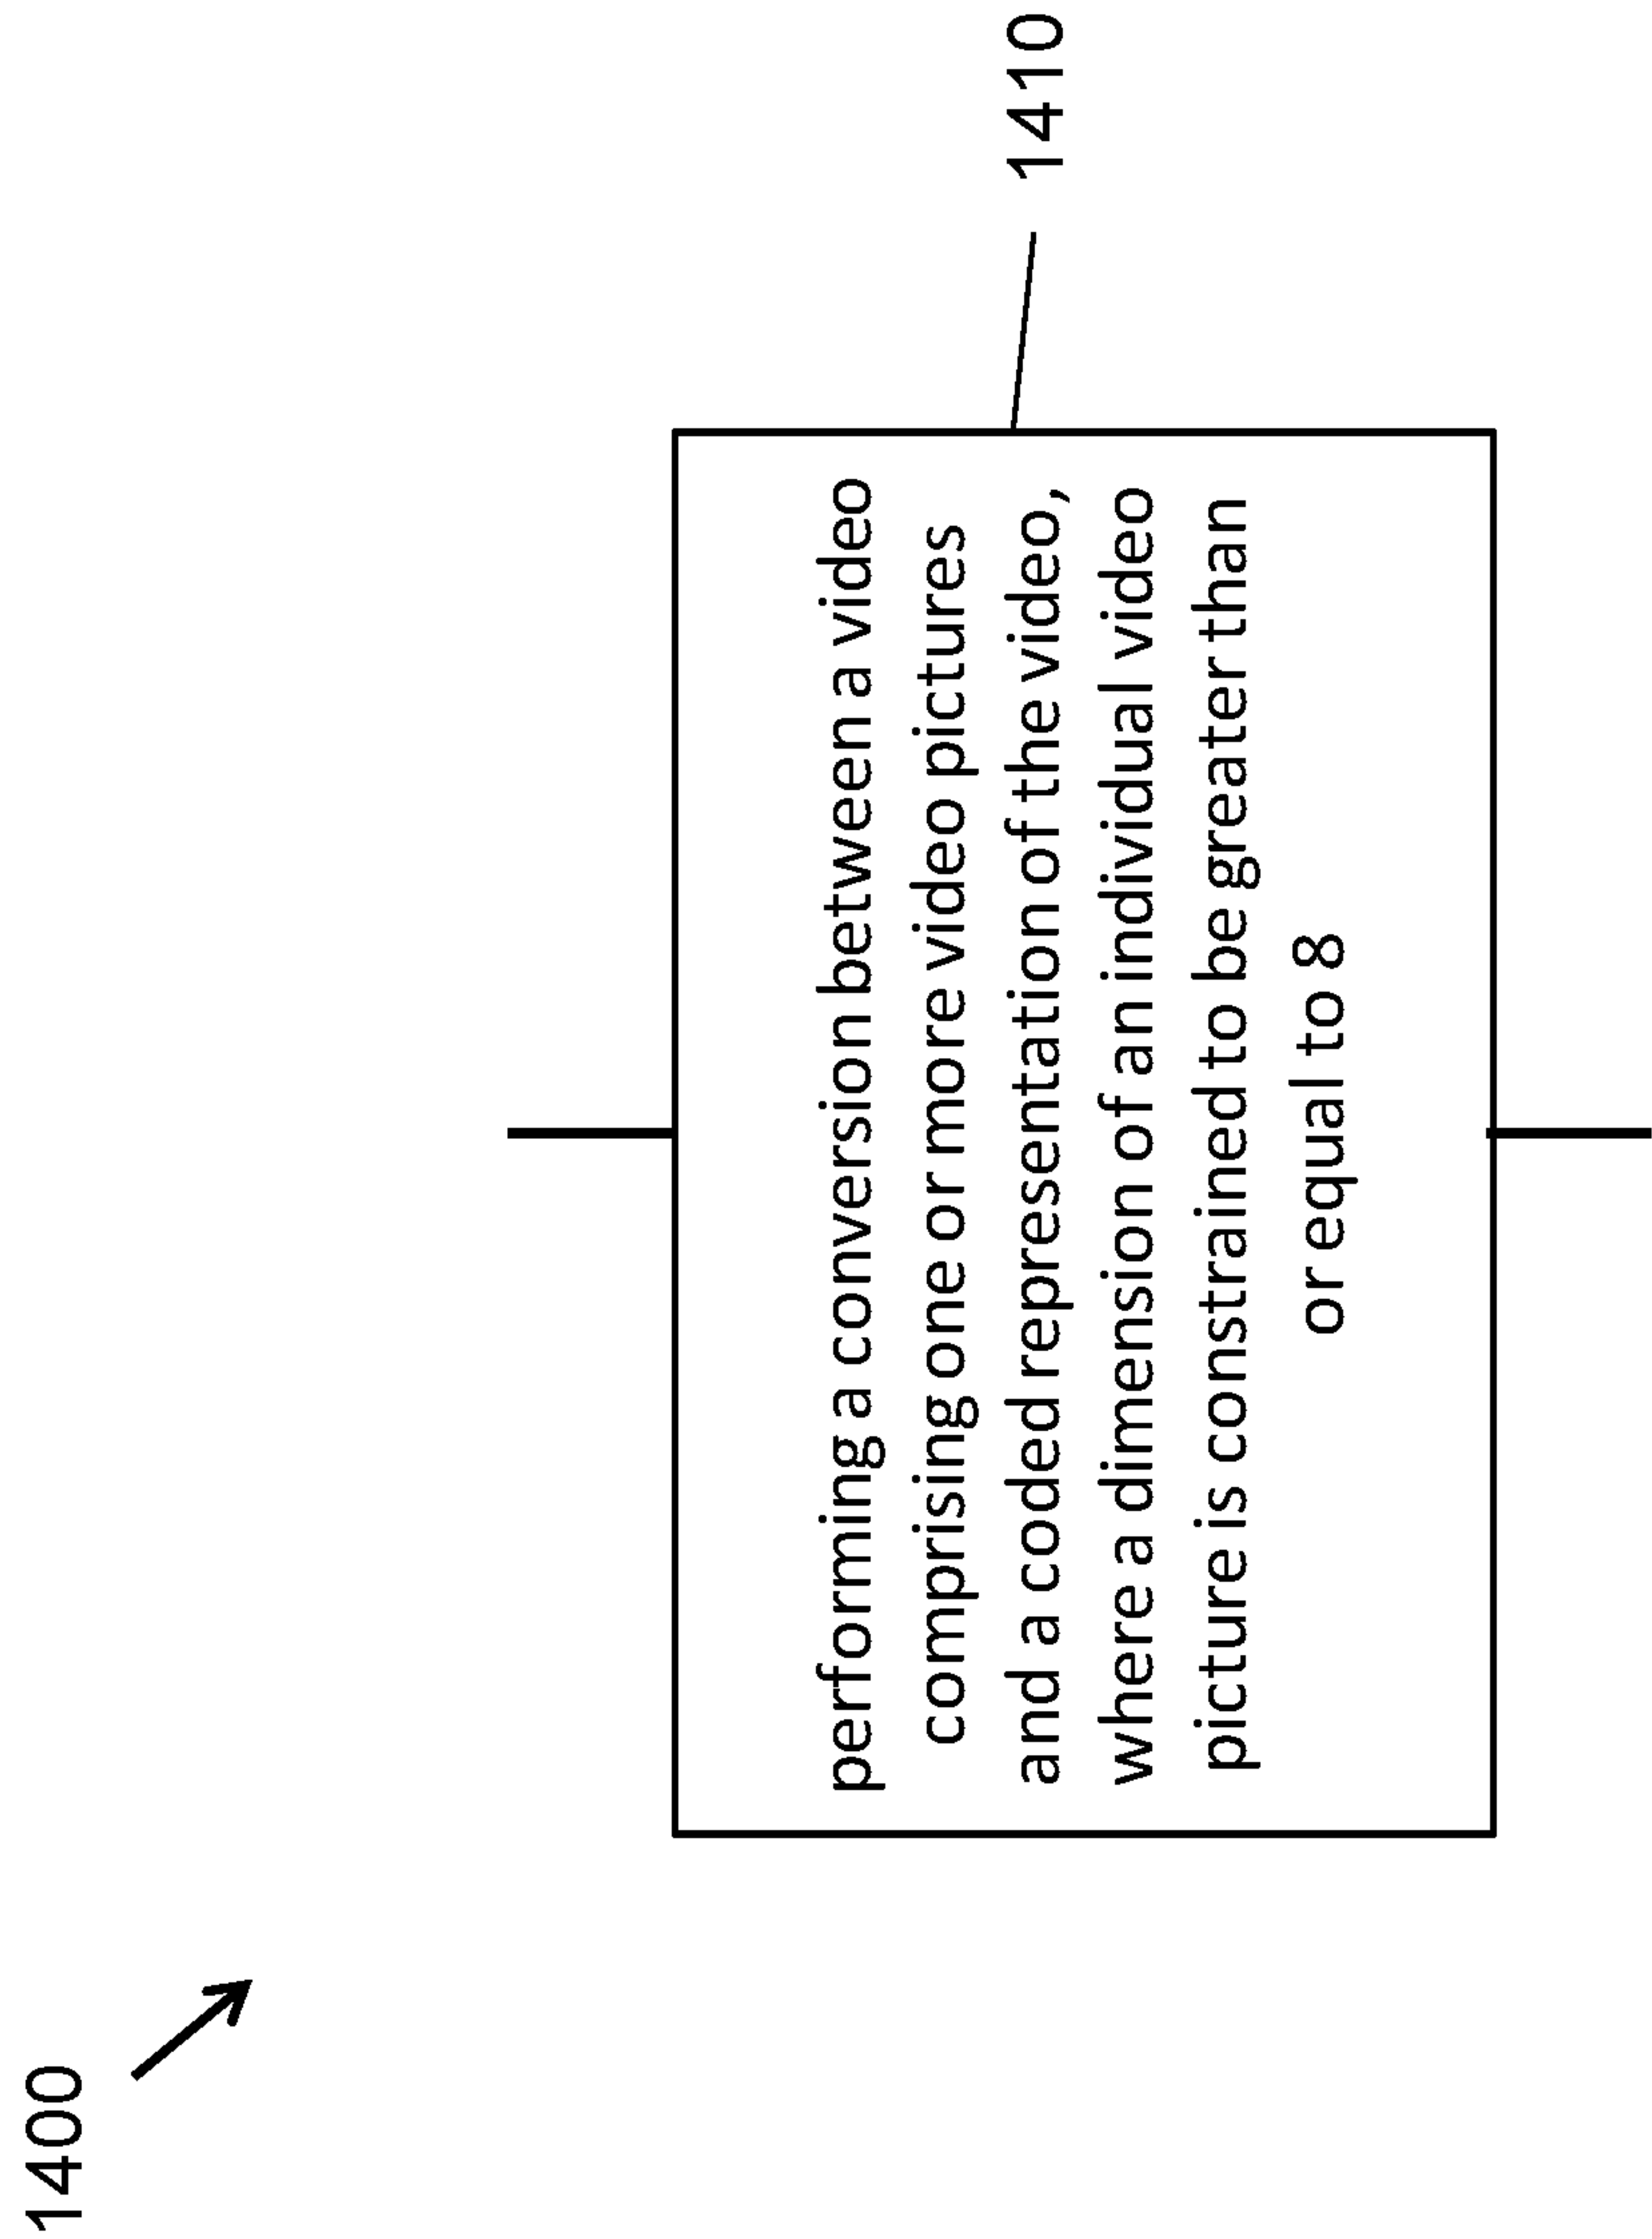 1400
performing a conversion between a video
comprising one or more video pictures
and a coded representation of the video,
where a dimension of an individual video
picture is constrained to be greater than
or equal to 8
1410